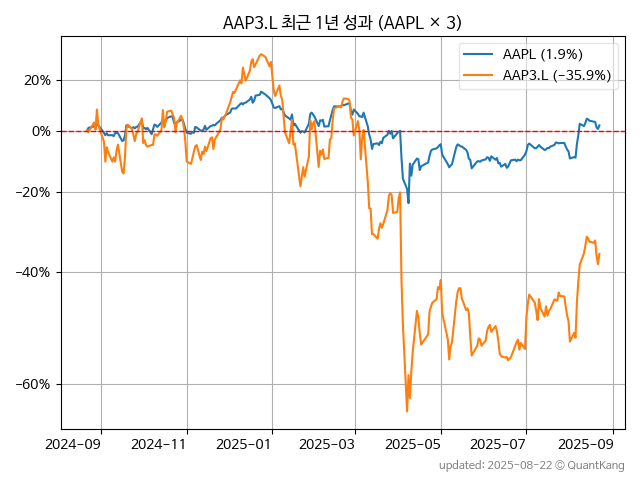 AAP3.L 최근 1년 성과 (AAPL × 3)
AAPL (1.9%)
AAP3.L (−35.9%)
20%
0%
−20%
−40%
−60%
2024-09 2024-11 2025-01 2025-03 2025-05 2025-07 2025-09
updated: 2025-08-22 © QuantKang